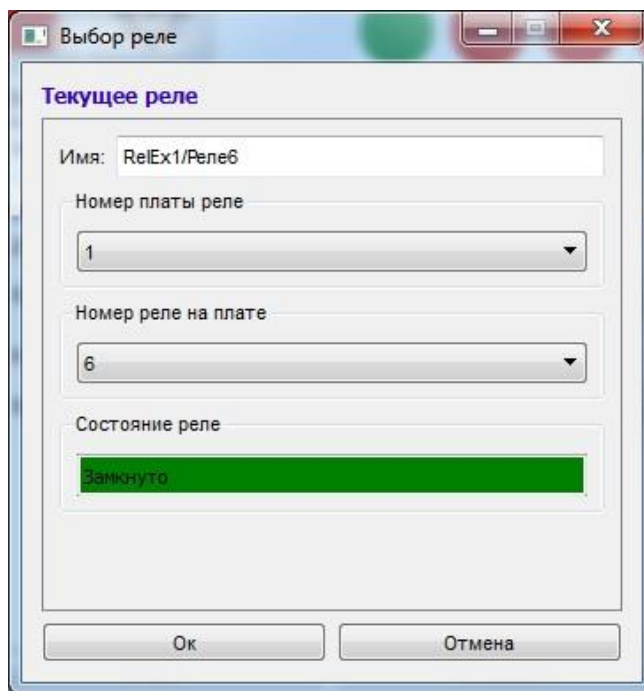 Выбор реле
Текущее реле
Имя: RelEx1/Реле6
Номер платы реле
1
Номер реле на плате
6
Состояние реле
Замкнуто
Ок
Отмена